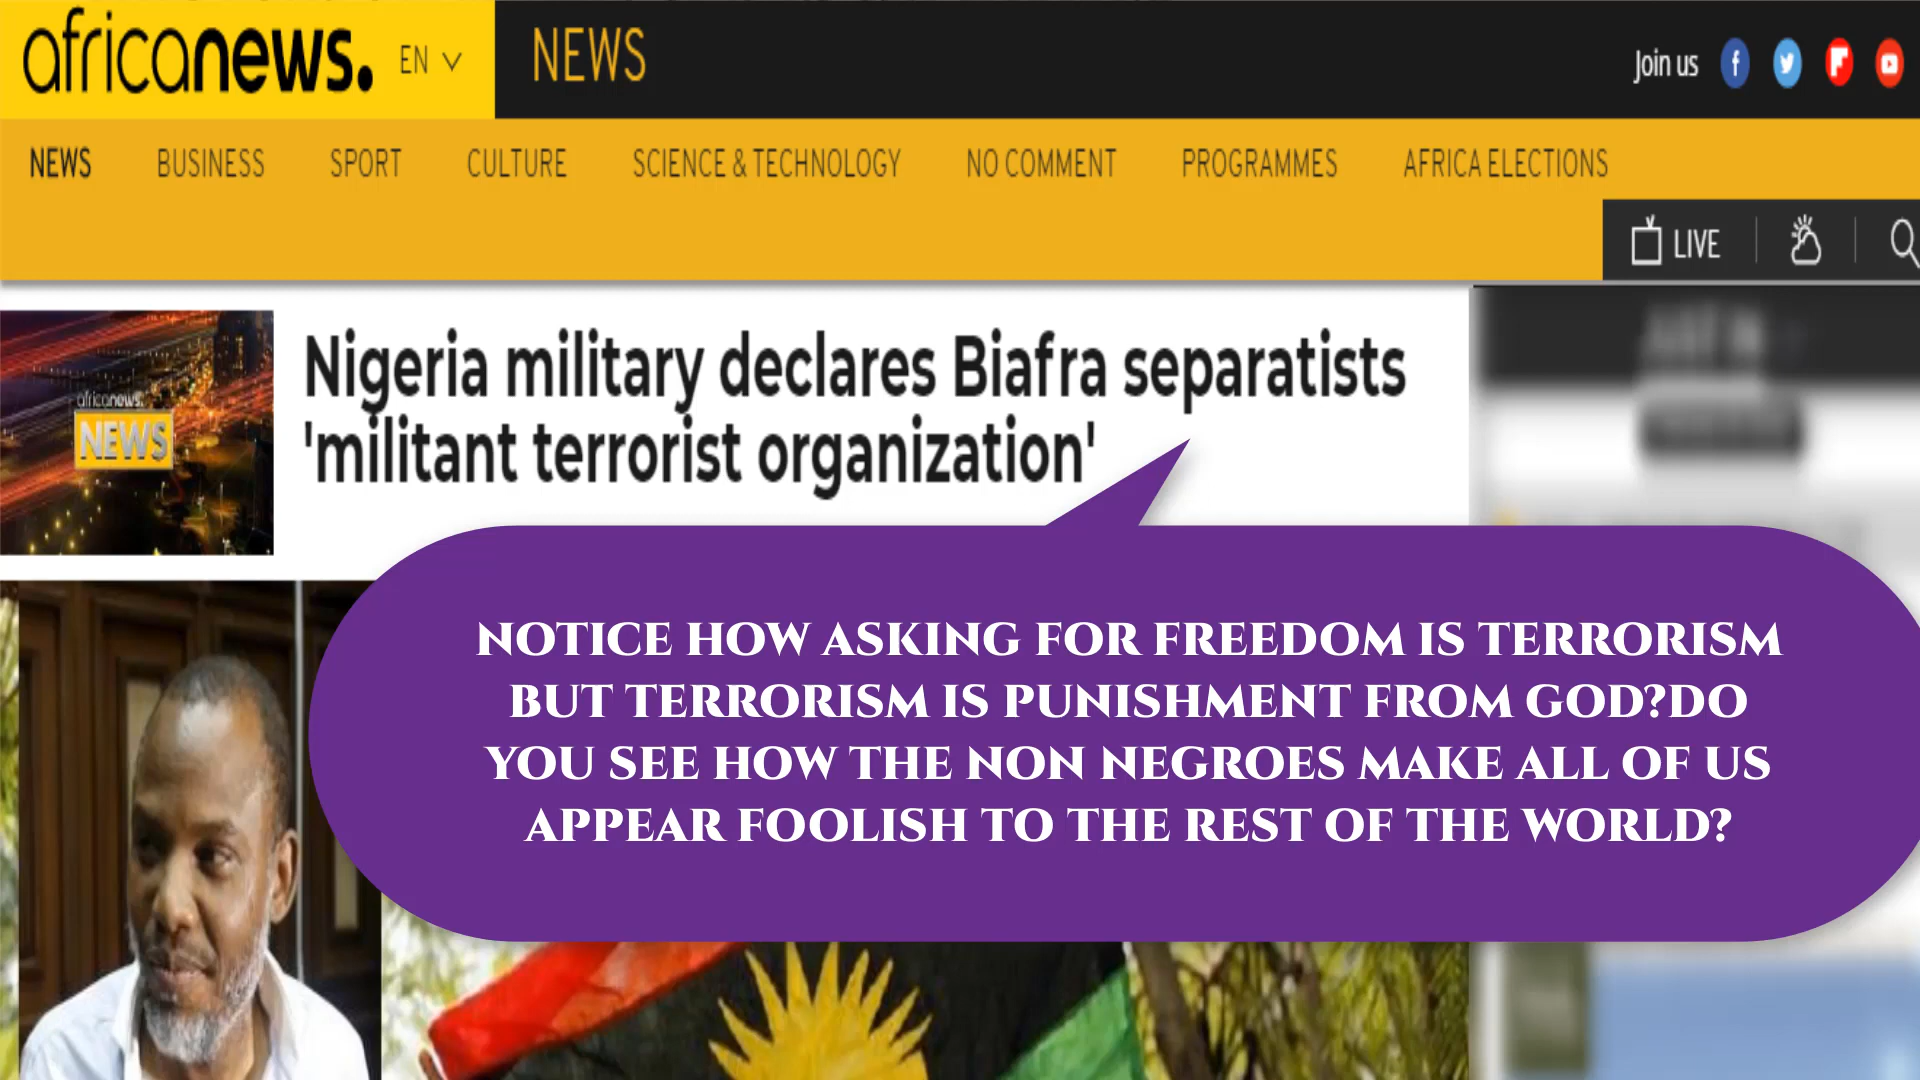 africanews. EN NEWS Join us
NEWS BUSINESS SPORT CULTURE SCIENCE & TECHNOLOGY NO COMMENT PROGRAMMES AFRICA ELECTIONS
LIVE
africanews.
NEWS
Nigeria military declares Biafra separatists
'militant terrorist organization'
NOTICE HOW ASKING FOR FREEDOM IS TERRORISM
BUT TERRORISM IS PUNISHMENT FROM GOD?DO
YOU SEE HOW THE NON NEGROES MAKE ALL OF US
APPEAR FOOLISH TO THE REST OF THE WORLD?